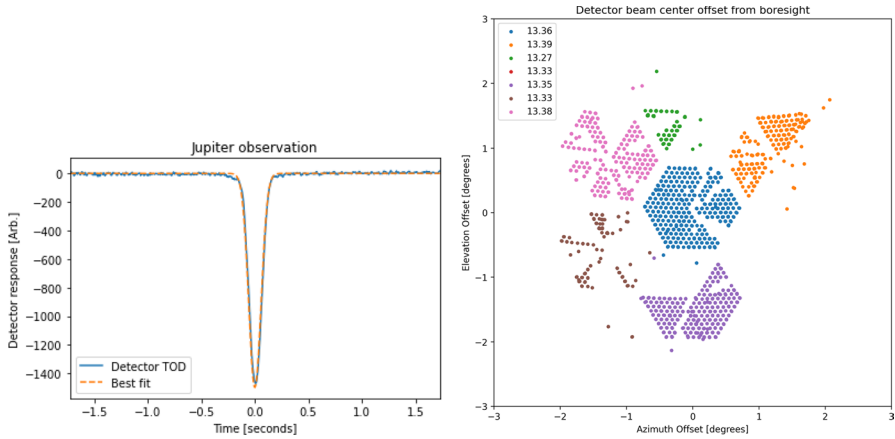 Jupiter observation
Detector response [Arb.]
0
−200
−400
−600
−800
−1000
−1200
−1400
Detector TOD
Best fit
−1.5 −1.0 −0.5 0.0 0.5 1.0 1.5
Time [seconds]
Detector beam center offset from boresight
13.36
13.39
13.27
13.33
13.35
13.33
13.38
Elevation Offset [degrees]
3
2
1
0
−1
−2
−3
−3 −2 −1 0 1 2 3
Azimuth Offset [degrees]